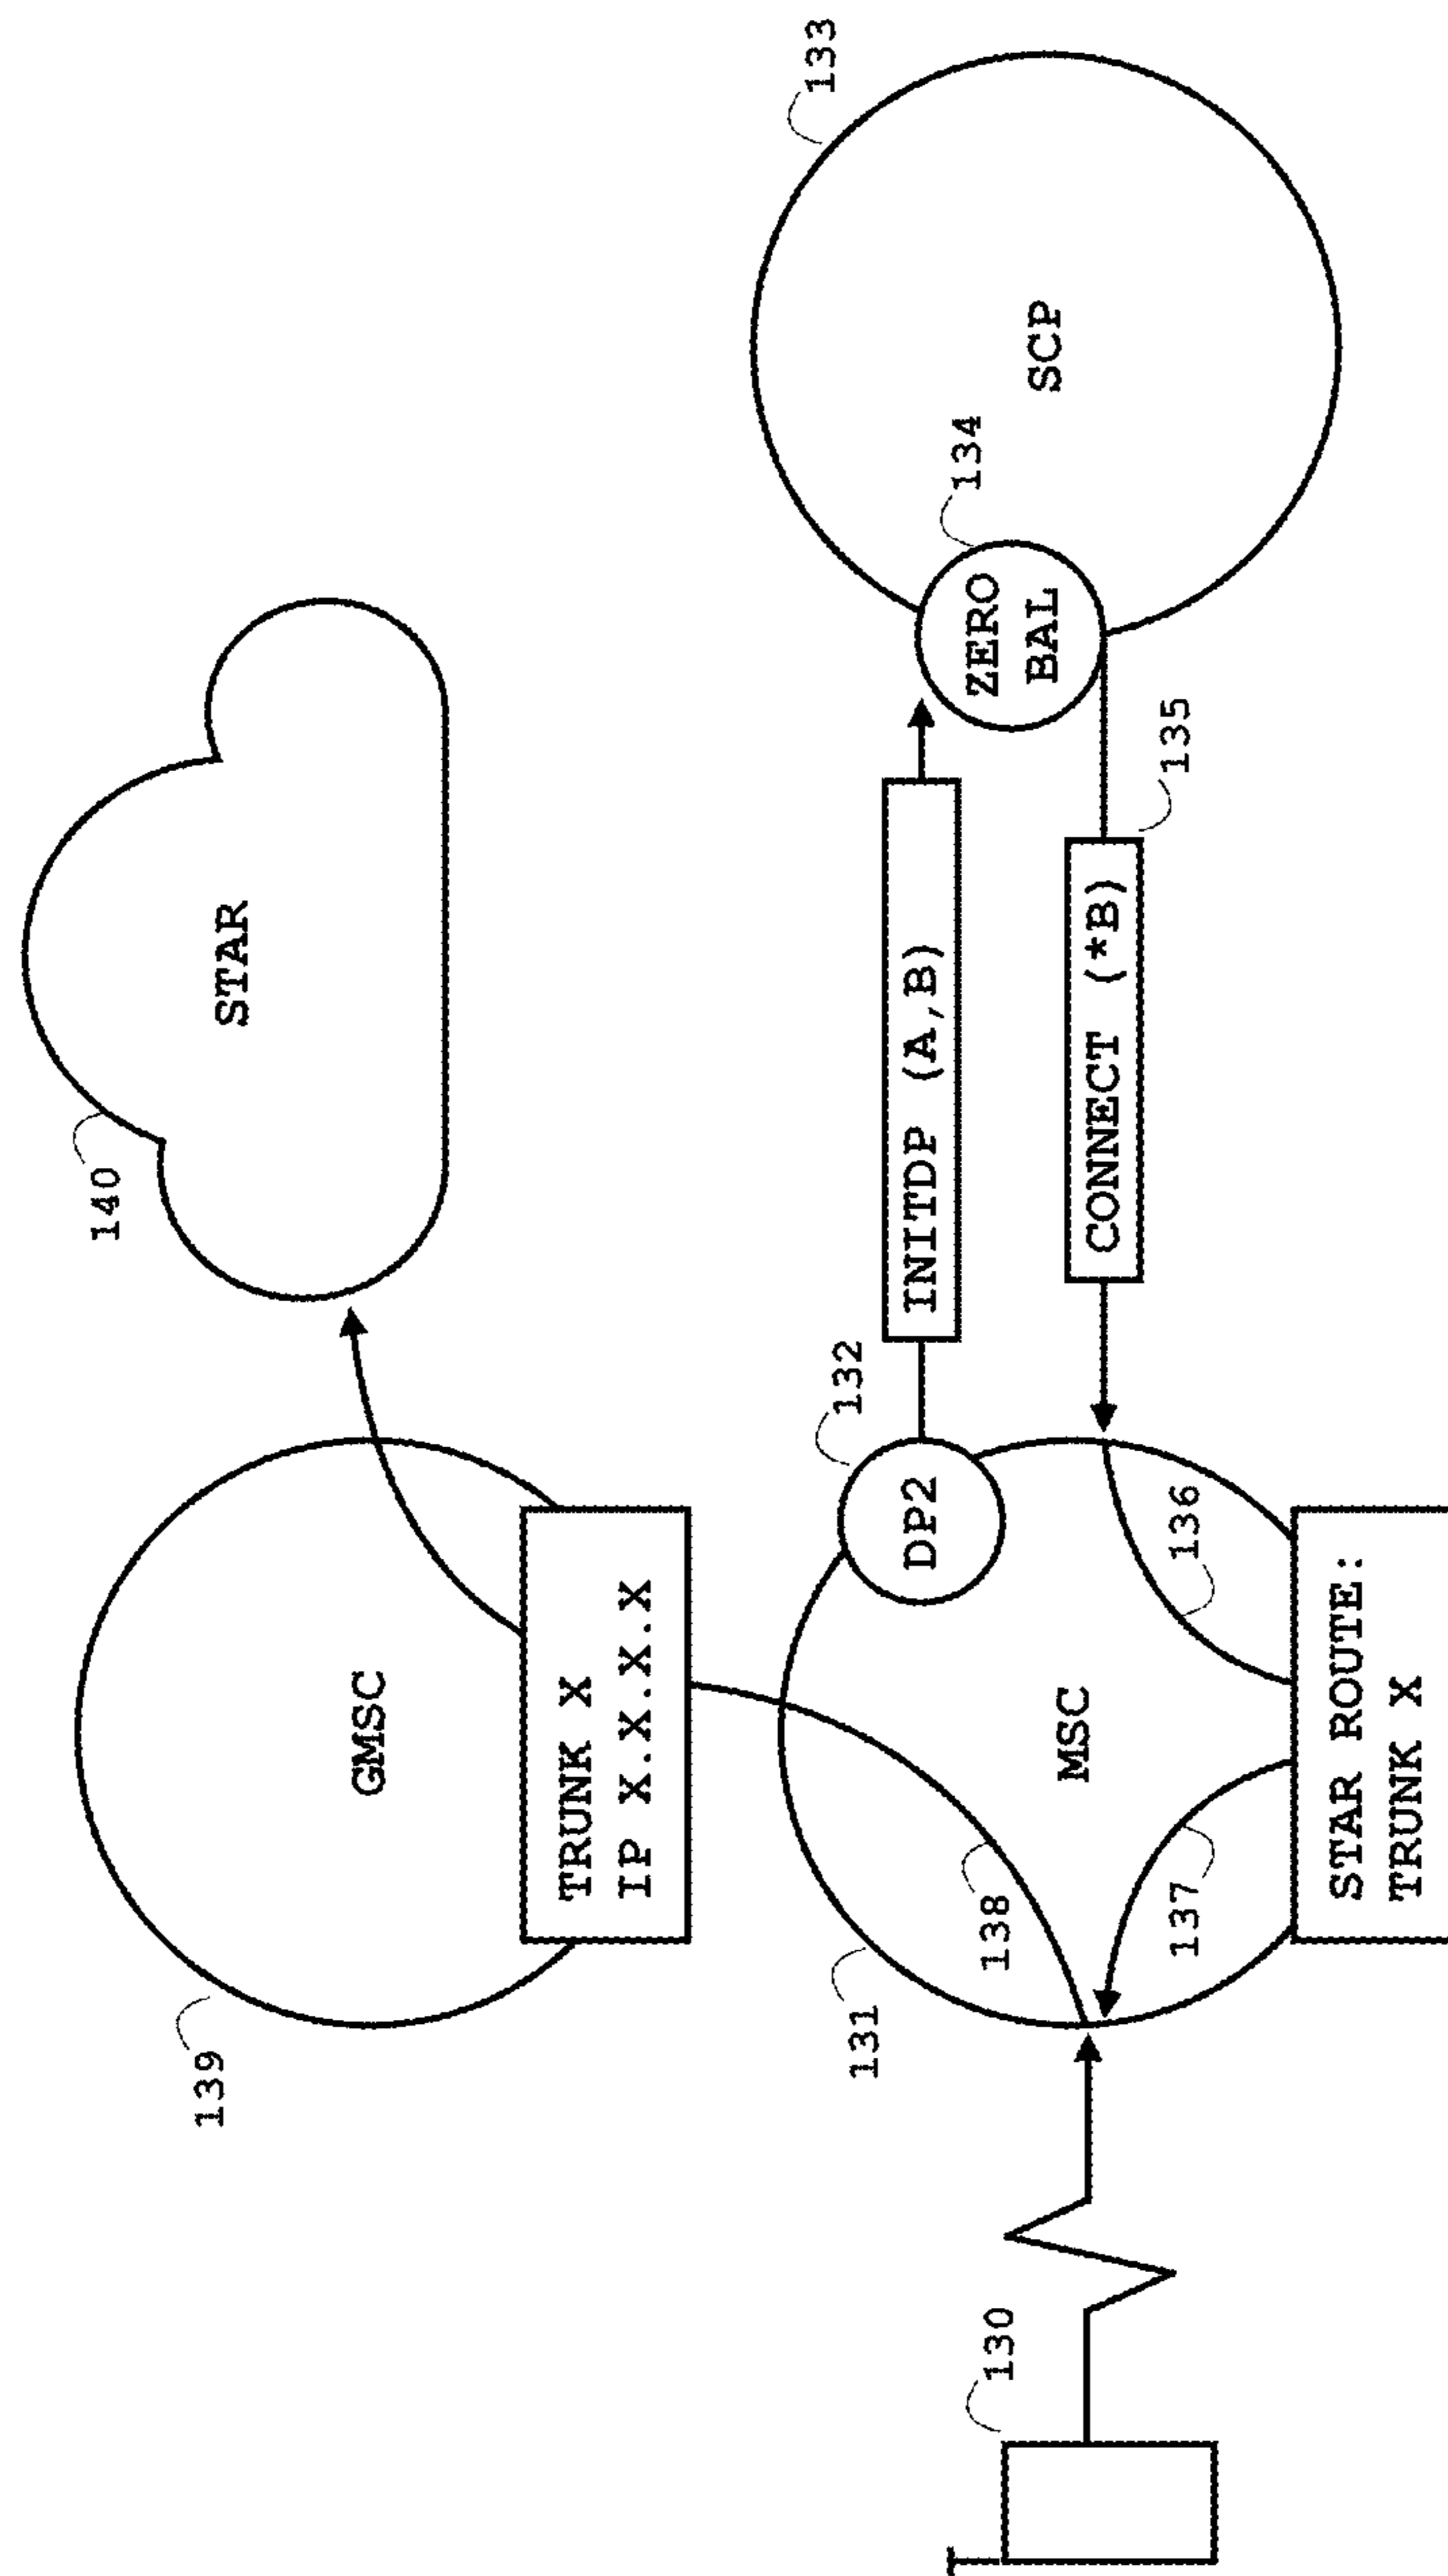 140
STAR
139
GMSC
TRUNK X
IP X.X.X.X
133
SCP
134
ZERO
BAL
132
DP2
INITDP (A,B)
CONNECT (*B)
135
131
MSC
138
137
136
STAR ROUTE:
TRUNK X
130